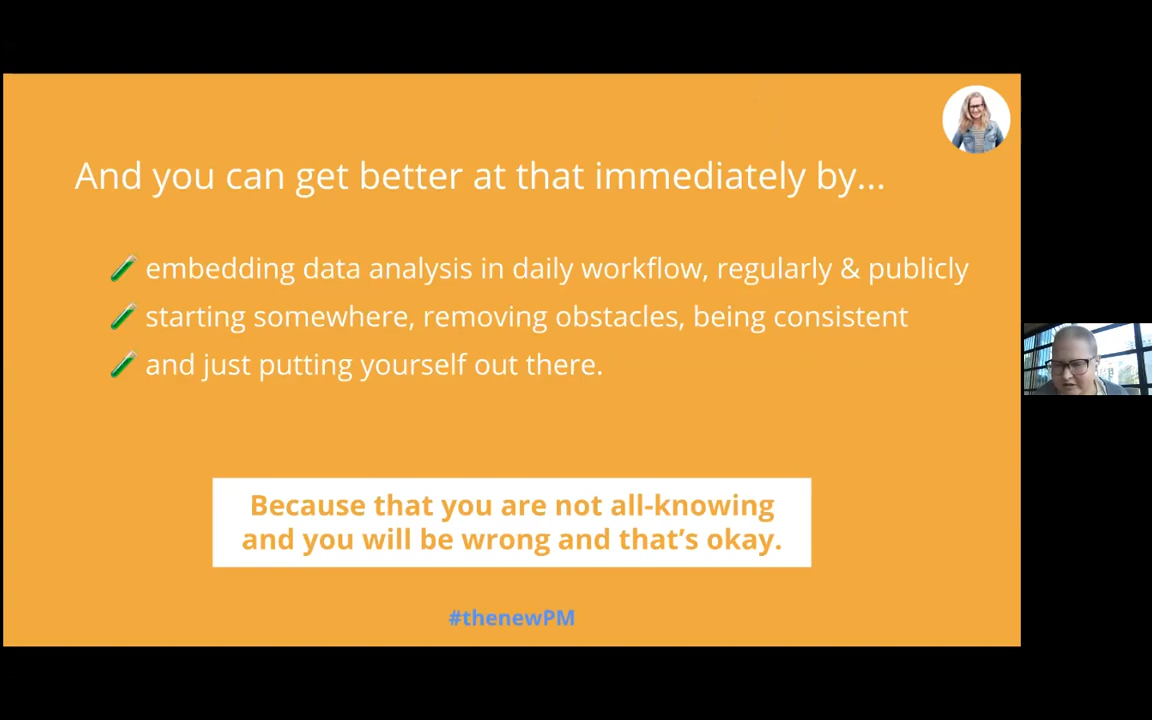 And you can get better at that immediately by...
embedding data analysis in daily workflow, regularly & publicly
starting somewhere, removing obstacles, being consistent
and just putting yourself out there.
Because that you are not all-knowing
and you will be wrong and that's okay.
#thenewPM